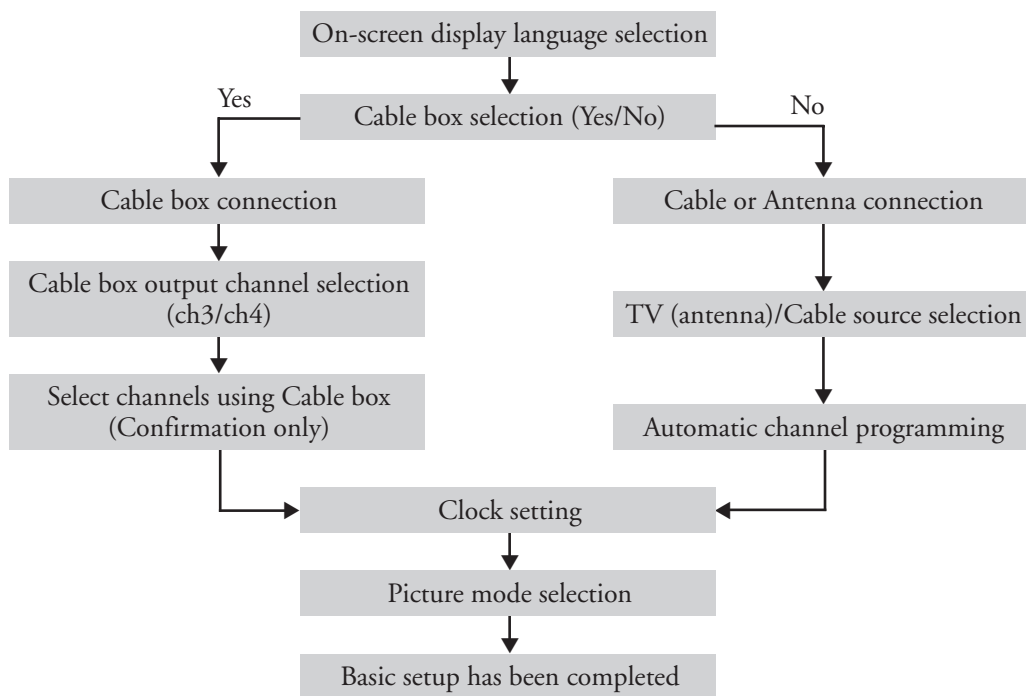 On-screen display language selection
Yes
Cable box selection (Yes/No)
No
Cable box connection
Cable or Antenna connection
Cable box output channel selection
(ch3/ch4)
TV (antenna)/Cable source selection
Select channels using Cable box
(Confirmation only)
Automatic channel programming
Clock setting
Picture mode selection
Basic setup has been completed